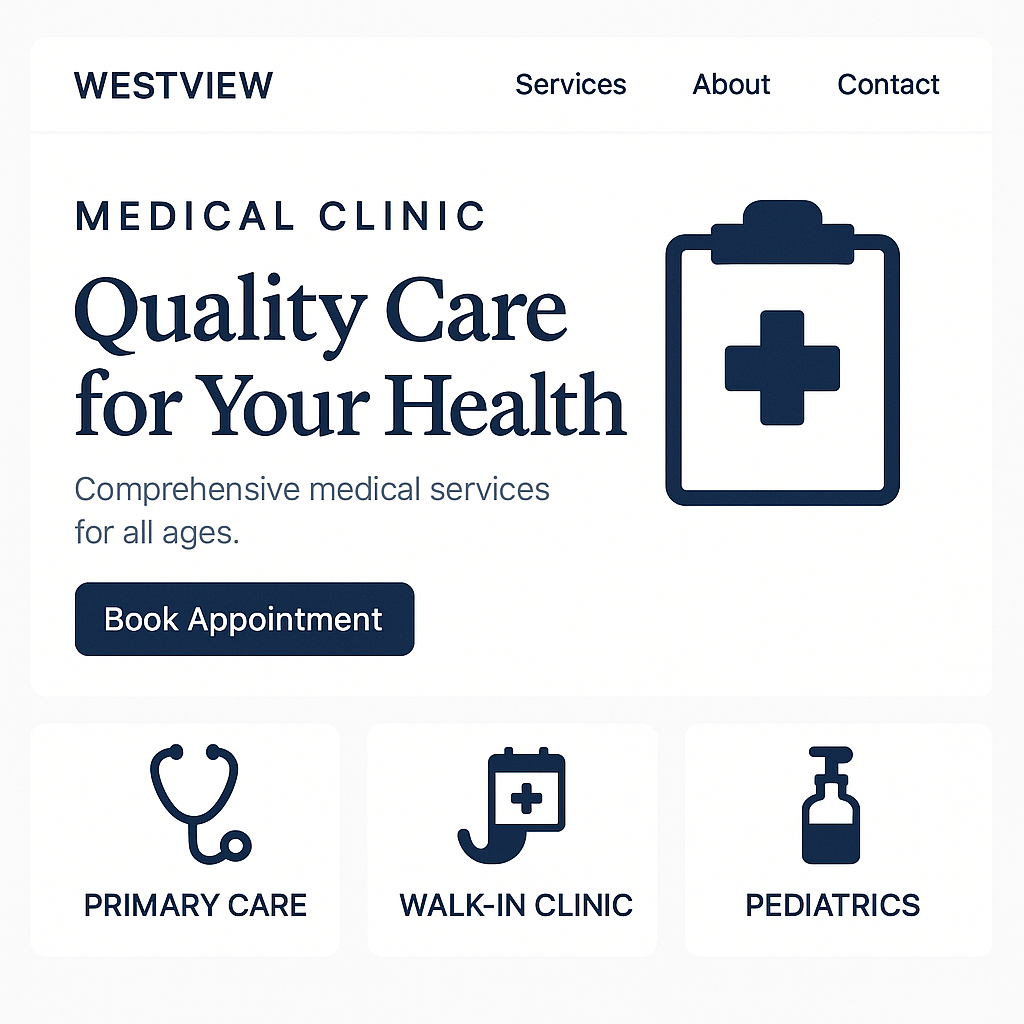 WESTVIEW
Services About Contact
MEDICAL CLINIC
Quality Care
for Your Health
Comprehensive medical services
for all ages.
Book Appointment
PRIMARY CARE
WALK-IN CLINIC
PEDIATRICS